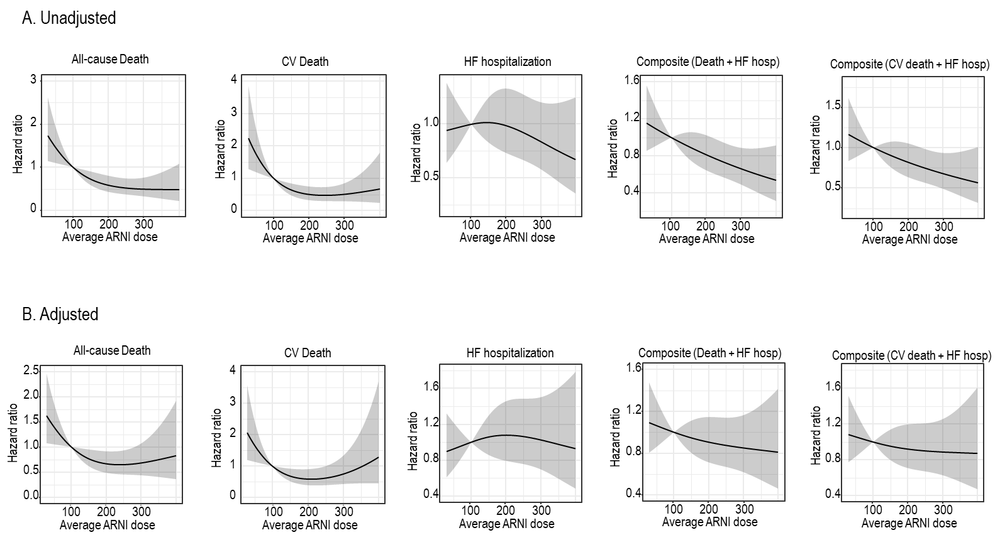 A. Unadjusted
All-cause Death
CV Death
HF hospitalization
Composite (Death + HF hosp)
Composite (CV death + HF hosp)
Hazard ratio
3
2
1
0
100 200 300
Average ARNI dose
Hazard ratio
4
3
2
1
0
100 200 300
Average ARNI dose
Hazard ratio
1.0
0.5
100 200 300
Average ARNI dose
Hazard ratio
1.6
1.2
0.8
0.4
100 200 300
Average ARNI dose
Hazard ratio
1.5
1.0
0.5
100 200 300
Average ARNI dose
B. Adjusted
All-cause Death
CV Death
HF hospitalization
Composite (Death + HF hosp)
Composite (CV death + HF hosp)
Hazard ratio
2.5
2.0
1.5
1.0
0.5
0.0
100 200 300
Average ARNI dose
Hazard ratio
4
3
2
1
0
100 200 300
Average ARNI dose
Hazard ratio
1.6
1.2
0.8
0.4
100 200 300
Average ARNI dose
Hazard ratio
1.6
1.2
0.8
0.4
100 200 300
Average ARNI dose
Hazard ratio
1.6
1.2
0.8
0.4
100 200 300
Average ARNI dose